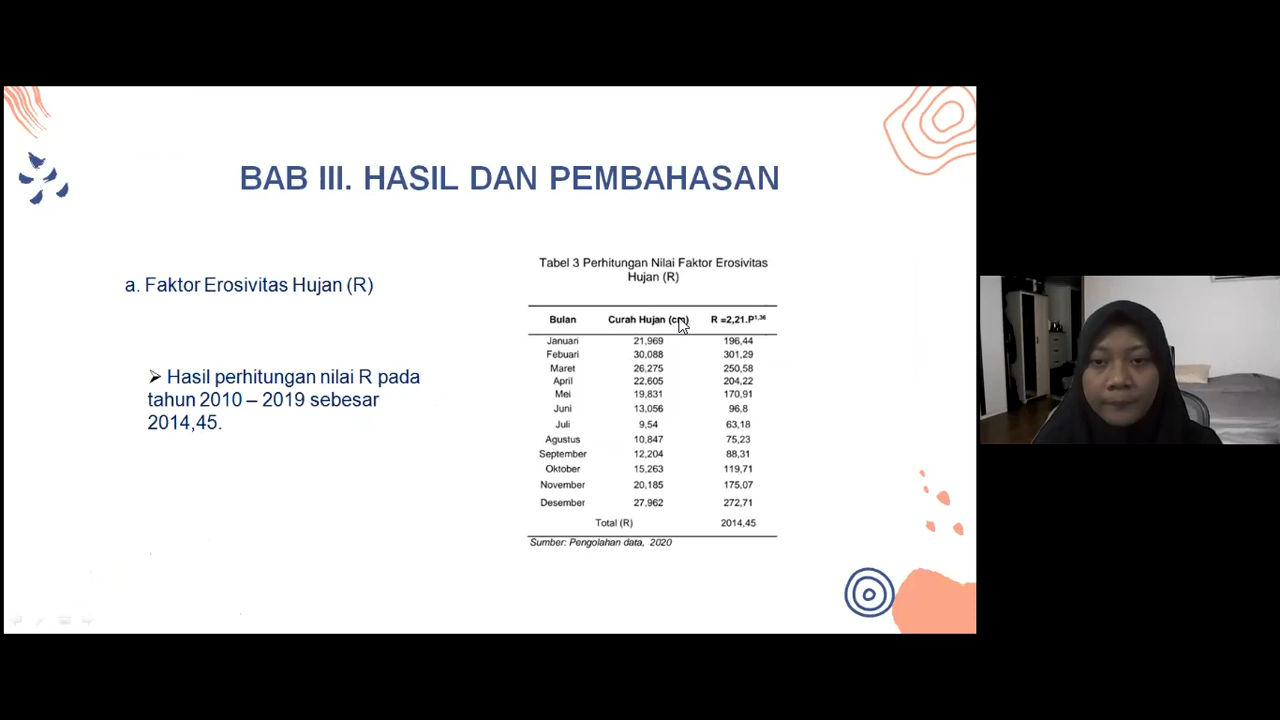 BAB III. HASIL DAN PEMBAHASAN
a. Faktor Erosivitas Hujan (R)
➢ Hasil perhitungan nilai R pada
tahun 2010 – 2019 sebesar
2014,45.
Tabel 3 Perhitungan Nilai Faktor Erosivitas
Hujan (R)
Bulan Curah Hujan (cm) R =2,21.P¹,³⁶
Januari 21,969 196,44
Febuari 30,088 301,29
Maret 26,275 250,58
April 22,605 204,22
Mei 19,831 170,91
Juni 13,056 96,8
Juli 9,54 63,18
Agustus 10,847 75,23
September 12,204 88,31
Oktober 15,263 119,71
November 20,185 175,07
Desember 27,962 272,71
Total (R) 2014,45
Sumber: Pengolahan data, 2020